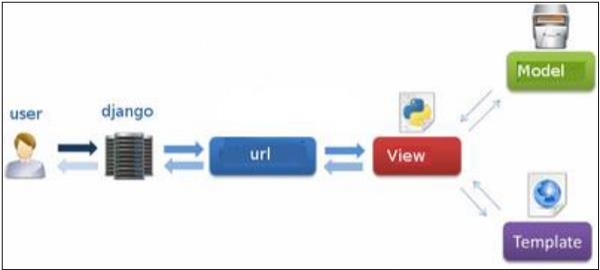 user
django
url
View
Model
Template